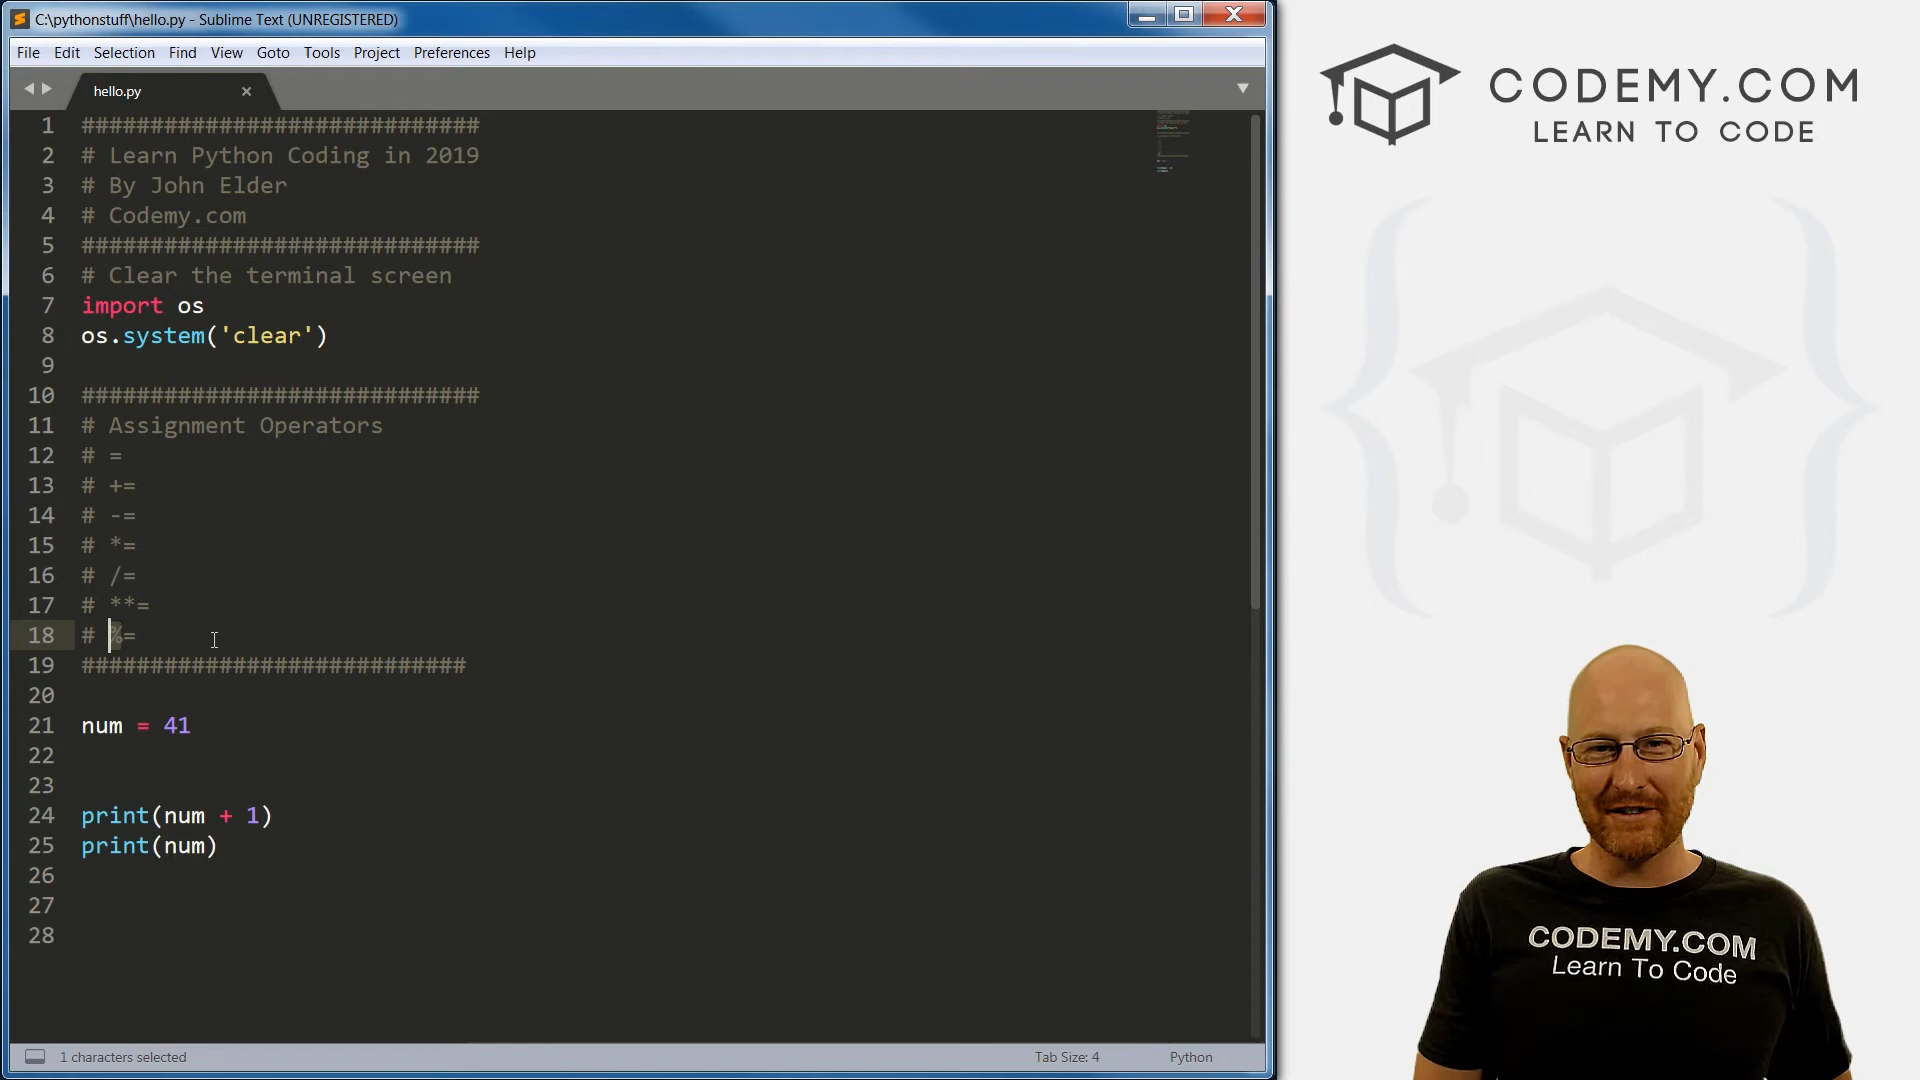 C:\pythonstuff\hello.py - Sublime Text (UNREGISTERED)
File Edit Selection Find View Goto Tools Project Preferences Help
hello.py
1 #############################
2 # Learn Python Coding in 2019
3 # By John Elder
4 # Codemy.com
5 #############################
6 # Clear the terminal screen
7 import os
8 os.system('clear')
9
10 #############################
11 # Assignment Operators
12 # =
13 # +=
14 # -=
15 # *=
16 # /=
17 # **=
18 # %=
19 ############################
20
21 num = 41
22
23
24 print(num + 1)
25 print(num)
26
27
28
1 characters selected
Tab Size: 4
Python
CODEMY.COM
LEARN TO CODE
CODEMY.COM
Learn To Code